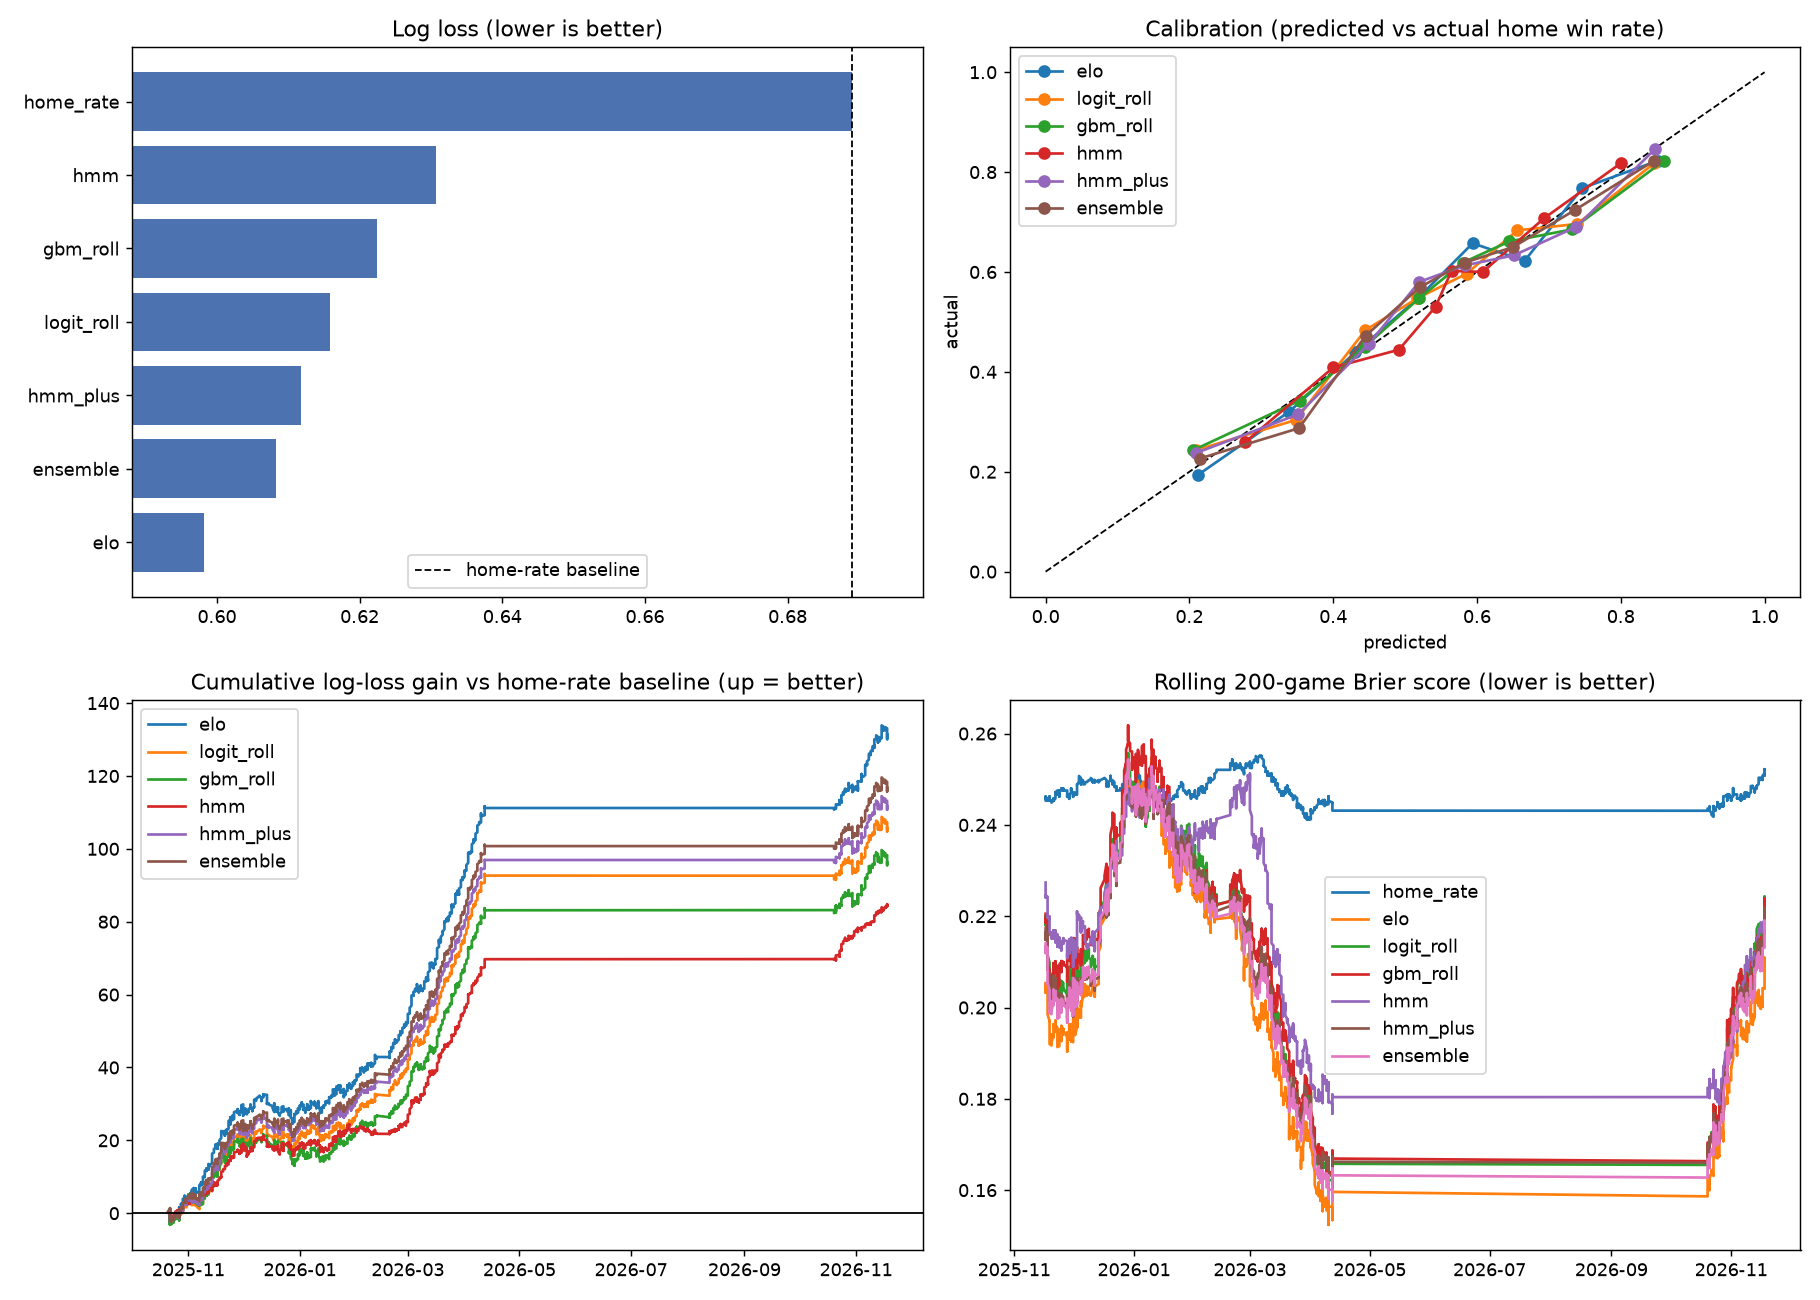 Log loss (lower is better)
home_rate
hmm
gbm_roll
logit_roll
hmm_plus
ensemble
elo
home-rate baseline
0.60 0.62 0.64 0.66 0.68
Calibration (predicted vs actual home win rate)
elo
logit_roll
gbm_roll
hmm
hmm_plus
ensemble
actual
1.0
0.8
0.6
0.4
0.2
0.0
0.0 0.2 0.4 0.6 0.8 1.0
predicted
Cumulative log-loss gain vs home-rate baseline (up = better)
elo
logit_roll
gbm_roll
hmm
hmm_plus
ensemble
140
120
100
80
60
40
20
0
2025-11 2026-01 2026-03 2026-05 2026-07 2026-09 2026-11
Rolling 200-game Brier score (lower is better)
home_rate
elo
logit_roll
gbm_roll
hmm
hmm_plus
ensemble
0.26
0.24
0.22
0.20
0.18
0.16
2025-11 2026-01 2026-03 2026-05 2026-07 2026-09 2026-11